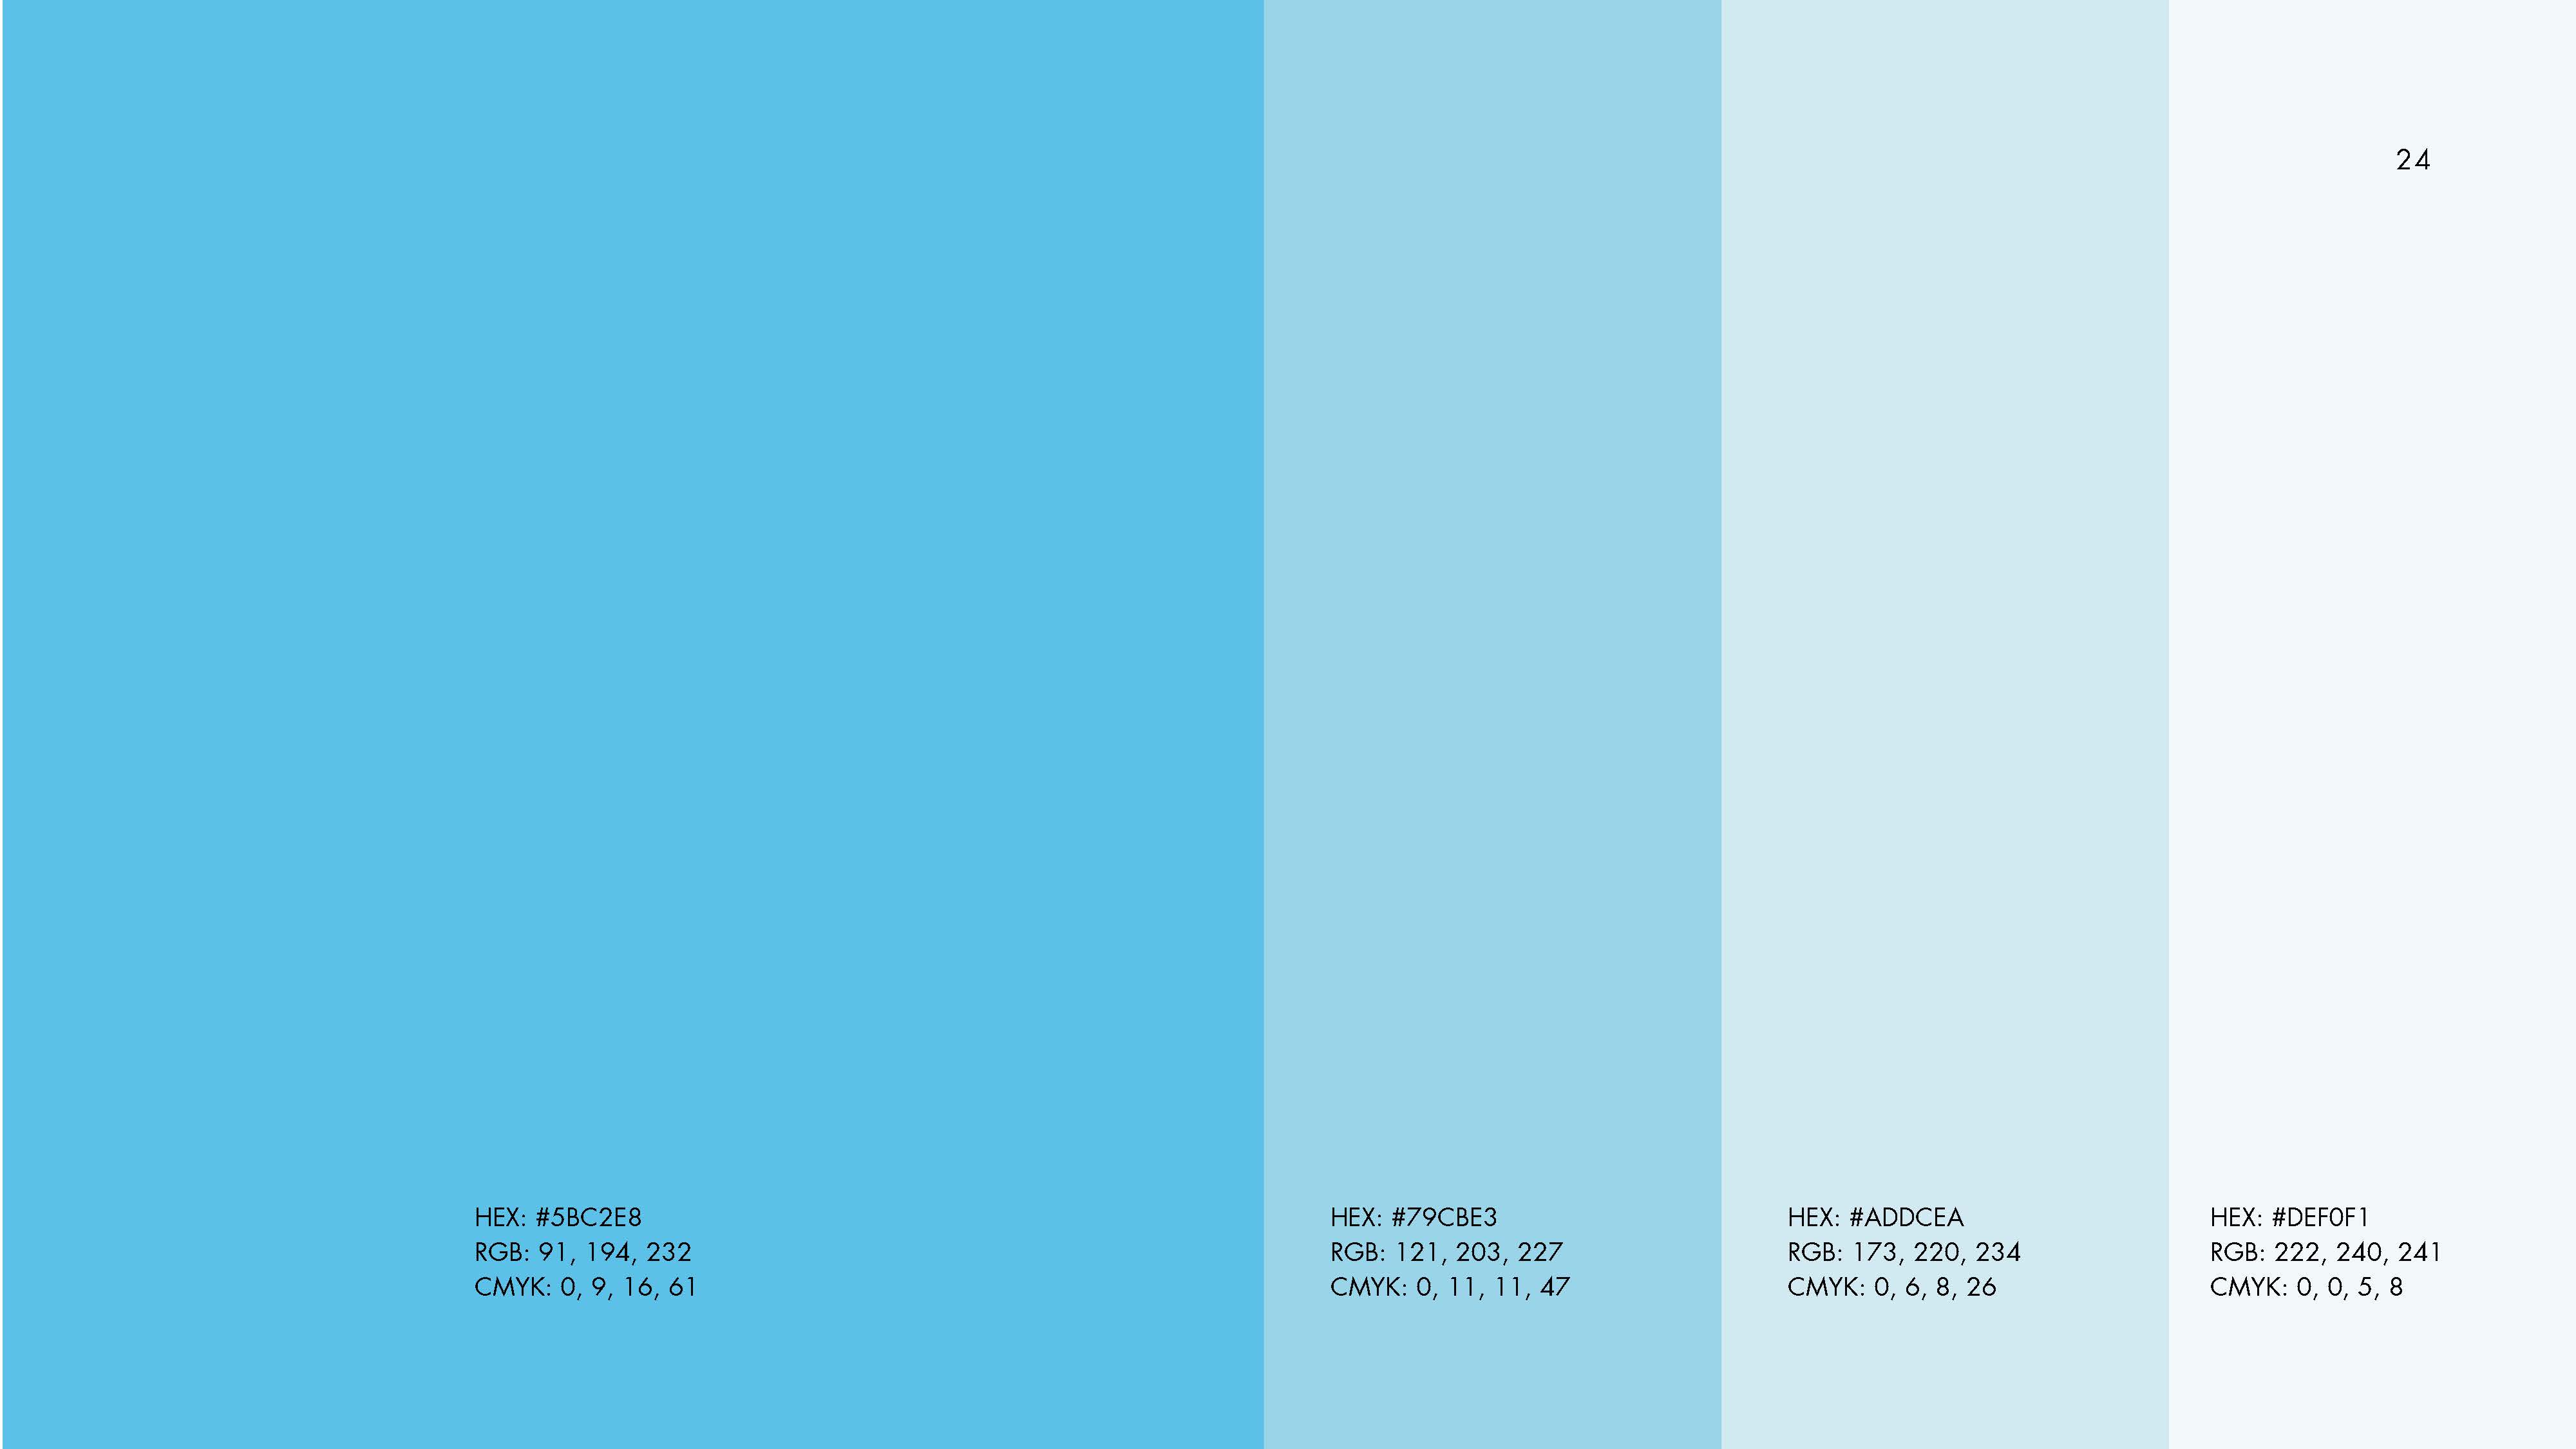 24
HEX: #5BC2E8
RGB: 91, 194, 232
CMYK: 0, 9, 16, 61
HEX: #79CBE3
RGB: 121, 203, 227
CMYK: 0, 11, 11, 47
HEX: #ADDCEA
RGB: 173, 220, 234
CMYK: 0, 6, 8, 26
HEX: #DEF0F1
RGB: 222, 240, 241
CMYK: 0, 0, 5, 8